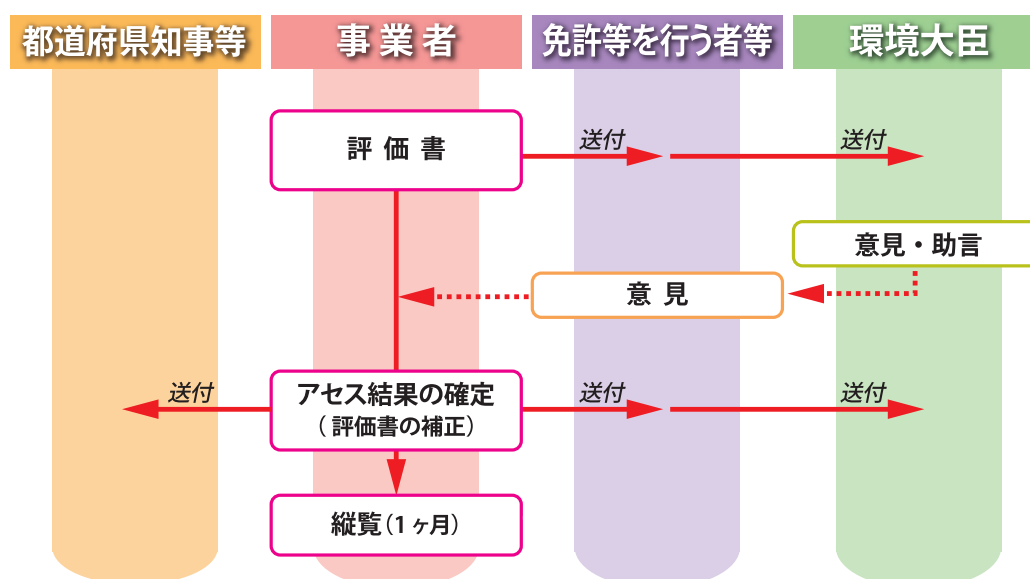 都道府県知事等
事業者
免許等を行う者等
環境大臣
評価書
送付
送付
意見・助言
意見
送付
アセス結果の確定
(評価書の補正)
送付
送付
縦覧(1ヶ月)